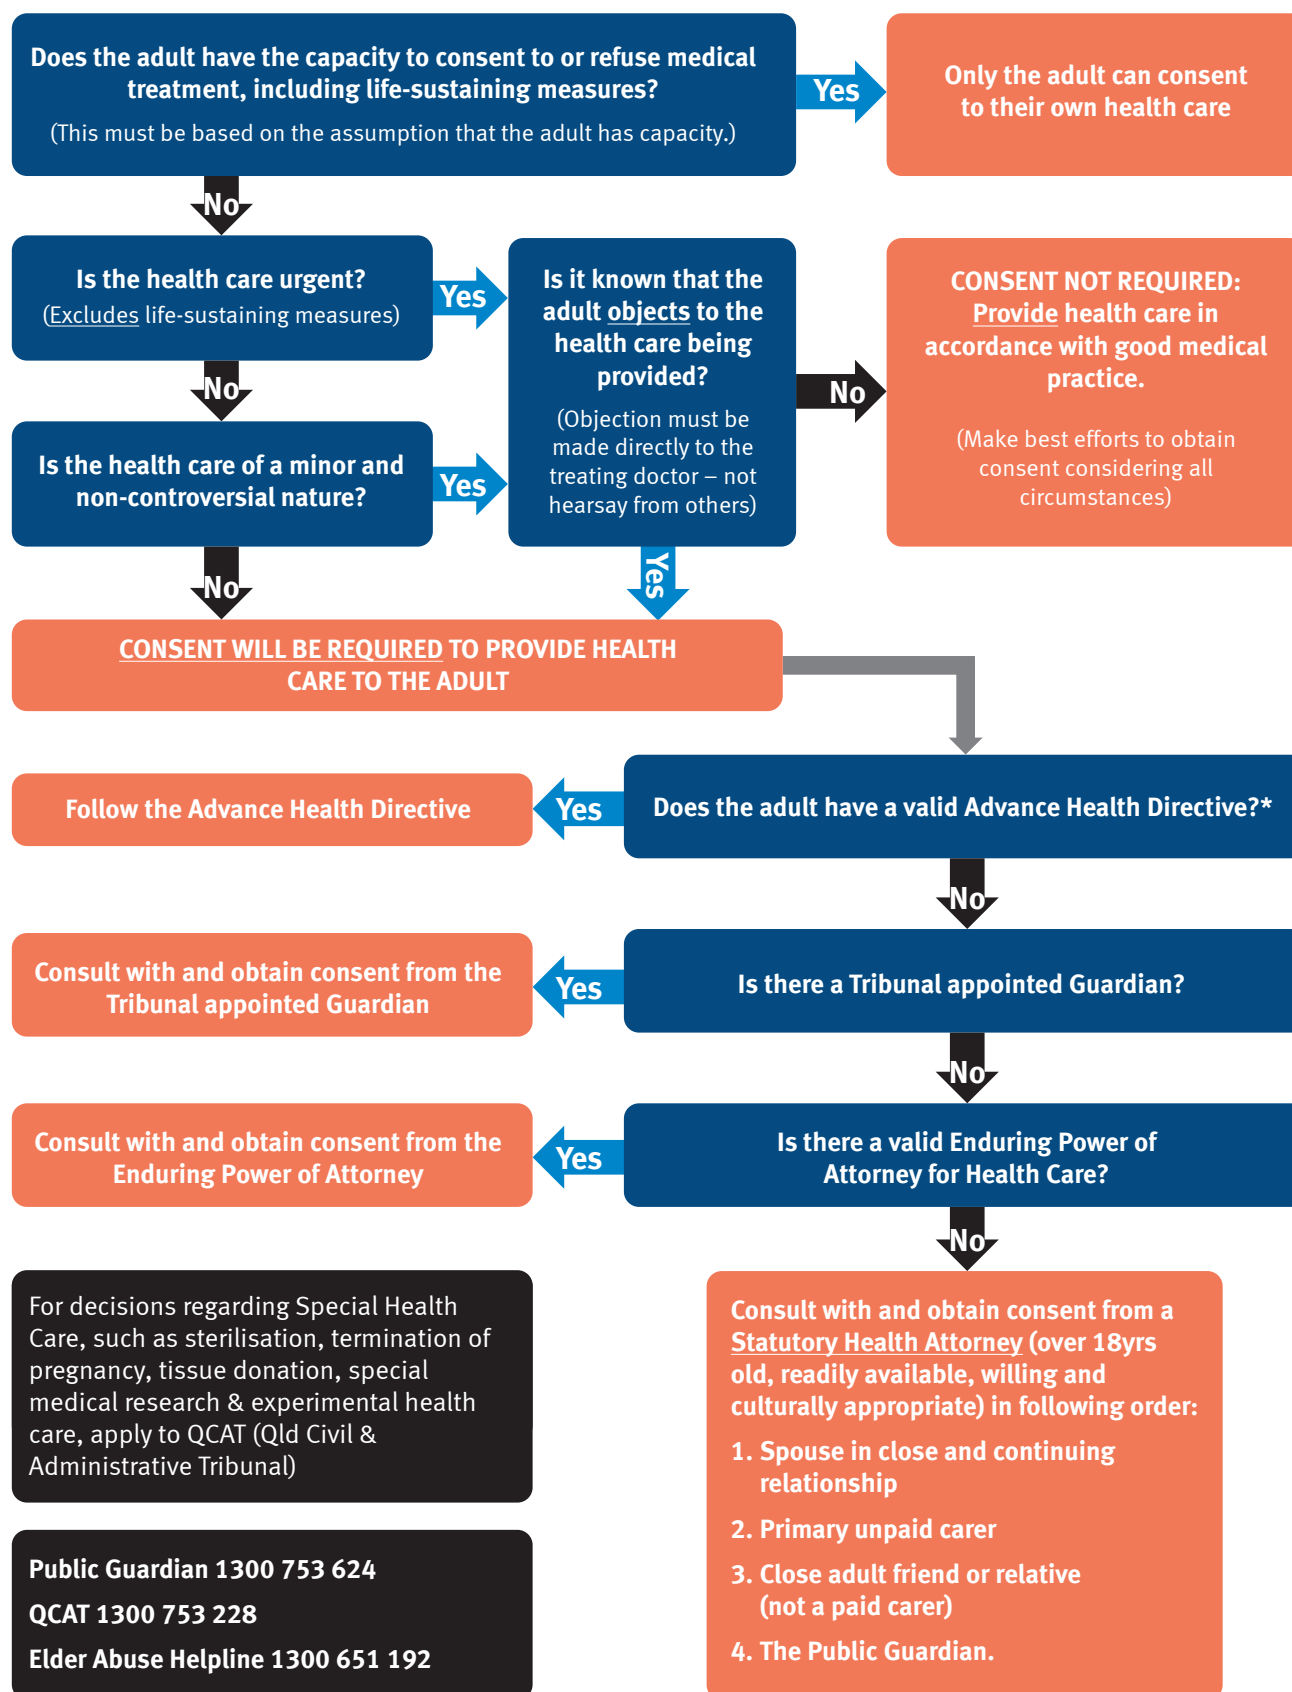 Does the adult have the capacity to consent to or refuse medical
treatment, including life-sustaining measures?
(This must be based on the assumption that the adult has capacity.)
Yes
Only the adult can consent
to their own health care
No
Is the health care urgent?
(Excludes life-sustaining measures)
Yes
Is it known that the
adult objects to the
health care being
provided?
(Objection must be
made directly to the
treating doctor – not
hearsay from others)
No
CONSENT NOT REQUIRED:
Provide health care in
accordance with good medical
practice.
(Make best efforts to obtain
consent considering all
circumstances)
No
Is the health care of a minor and
non-controversial nature?
Yes
No
Yes
CONSENT WILL BE REQUIRED TO PROVIDE HEALTH
CARE TO THE ADULT
Does the adult have a valid Advance Health Directive?*
Yes
Follow the Advance Health Directive
No
Is there a Tribunal appointed Guardian?
Yes
Consult with and obtain consent from the
Tribunal appointed Guardian
No
Is there a valid Enduring Power of
Attorney for Health Care?
Yes
Consult with and obtain consent from the
Enduring Power of Attorney
No
Consult with and obtain consent from a
Statutory Health Attorney (over 18yrs
old, readily available, willing and
culturally appropriate) in following order:
1. Spouse in close and continuing
relationship
2. Primary unpaid carer
3. Close adult friend or relative
(not a paid carer)
4. The Public Guardian.
For decisions regarding Special Health
Care, such as sterilisation, termination of
pregnancy, tissue donation, special
medical research & experimental health
care, apply to QCAT (Qld Civil &
Administrative Tribunal)
Public Guardian 1300 753 624
QCAT 1300 753 228
Elder Abuse Helpline 1300 651 192